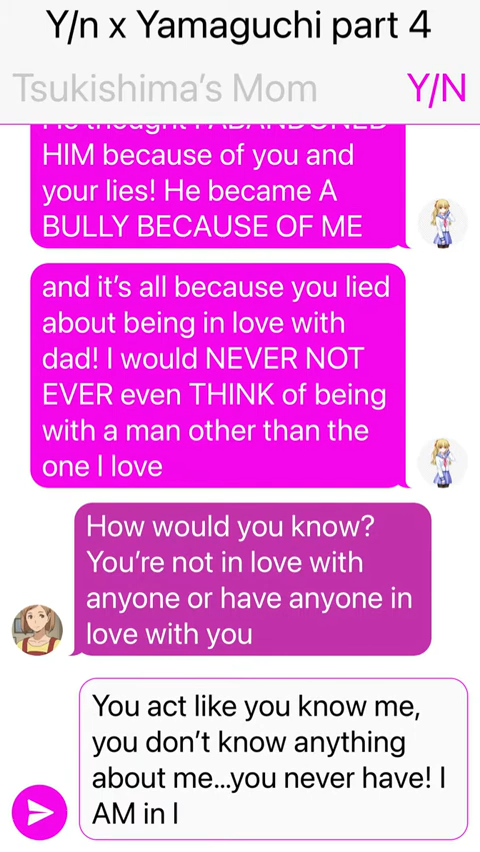 Y/n x Yamaguchi part 4
Tsukishima's Mom
Y/N
HIM because of you and
your lies! He became A
BULLY BECAUSE OF ME
and it's all because you lied
about being in love with
dad! I would NEVER NOT
EVER even THINK of being
with a man other than the
one I love
How would you know?
You're not in love with
anyone or have anyone in
love with you
You act like you know me,
you don't know anything
about me...you never have! I
AM in l